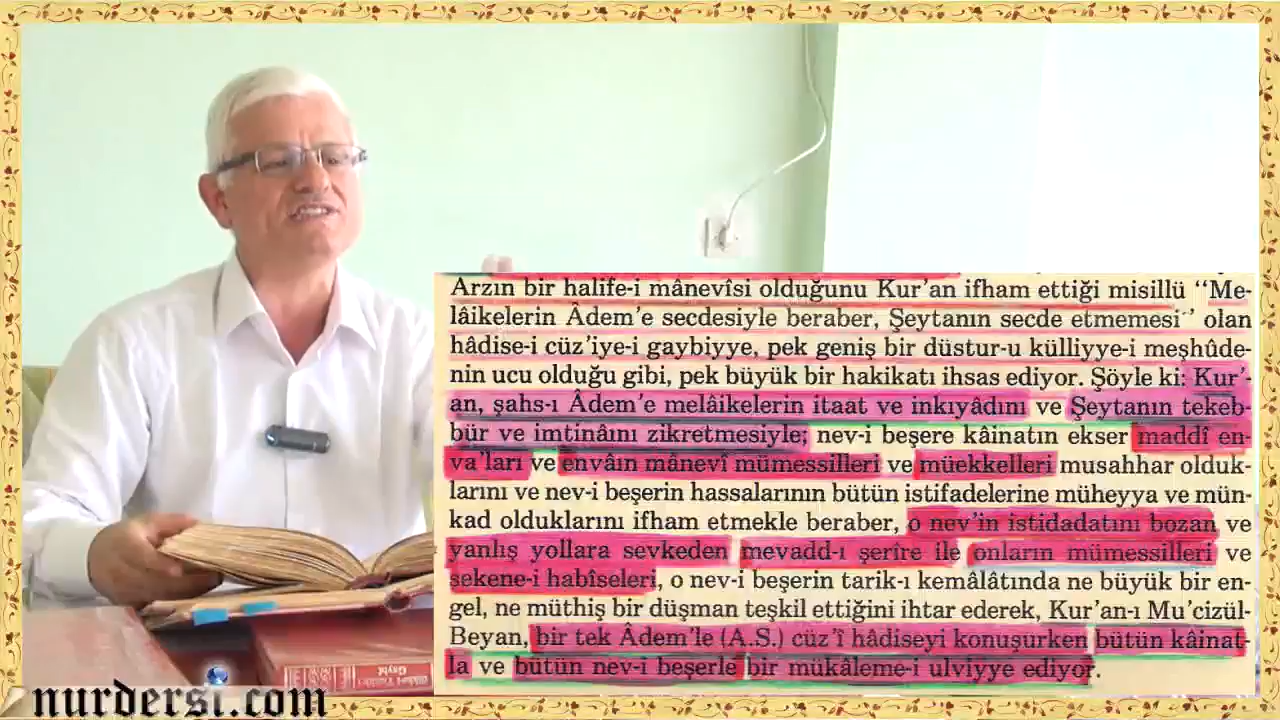 Arzın bir halife-i mânevîsi olduğunu Kur'an ifham ettiği misillü "Me-
lâikelerin Âdem'e secdesiyle beraber, Şeytanın secde etmemesi" olan
hâdise-i cüz'iye-i gaybiyye, pek geniş bir düstur-u külliyye-i meşhûde-
nin ucu olduğu gibi, pek büyük bir hakikatı ihsas ediyor. Şöyle ki: Kur'-
an, şahs-ı Âdem'e melâikelerin itaat ve inkıyâdını ve Şeytanın tekeb-
bür ve imtinâını zikretmesiyle; nev-i beşere kâinatın ekser maddî en-
va'ları ve envâın mânevî mümessilleri ve müekkelleri musahhar olduk-
larını ve nev-i beşerin hassalarının bütün istifadelerine müheyya ve mün-
kad olduklarını ifham etmekle beraber, o nev'in istidadatını bozan ve
yanlış yollara sevkeden mevadd-ı şerîre ile onların mümessilleri ve
sekene-i habîseleri, o nev-i beşerin tarik-ı kemâlâtında ne büyük bir en-
gel, ne müthiş bir düşman teşkil ettiğini ihtar ederek, Kur'an-ı Mu'cizül-
Beyan, bir tek Âdem'le (A.S.) cüz'î hâdiseyi konuşurken bütün kâinat-
la ve bütün nev-i beşerle bir mükâleme-i ulviyye ediyor.
nurdersi.com